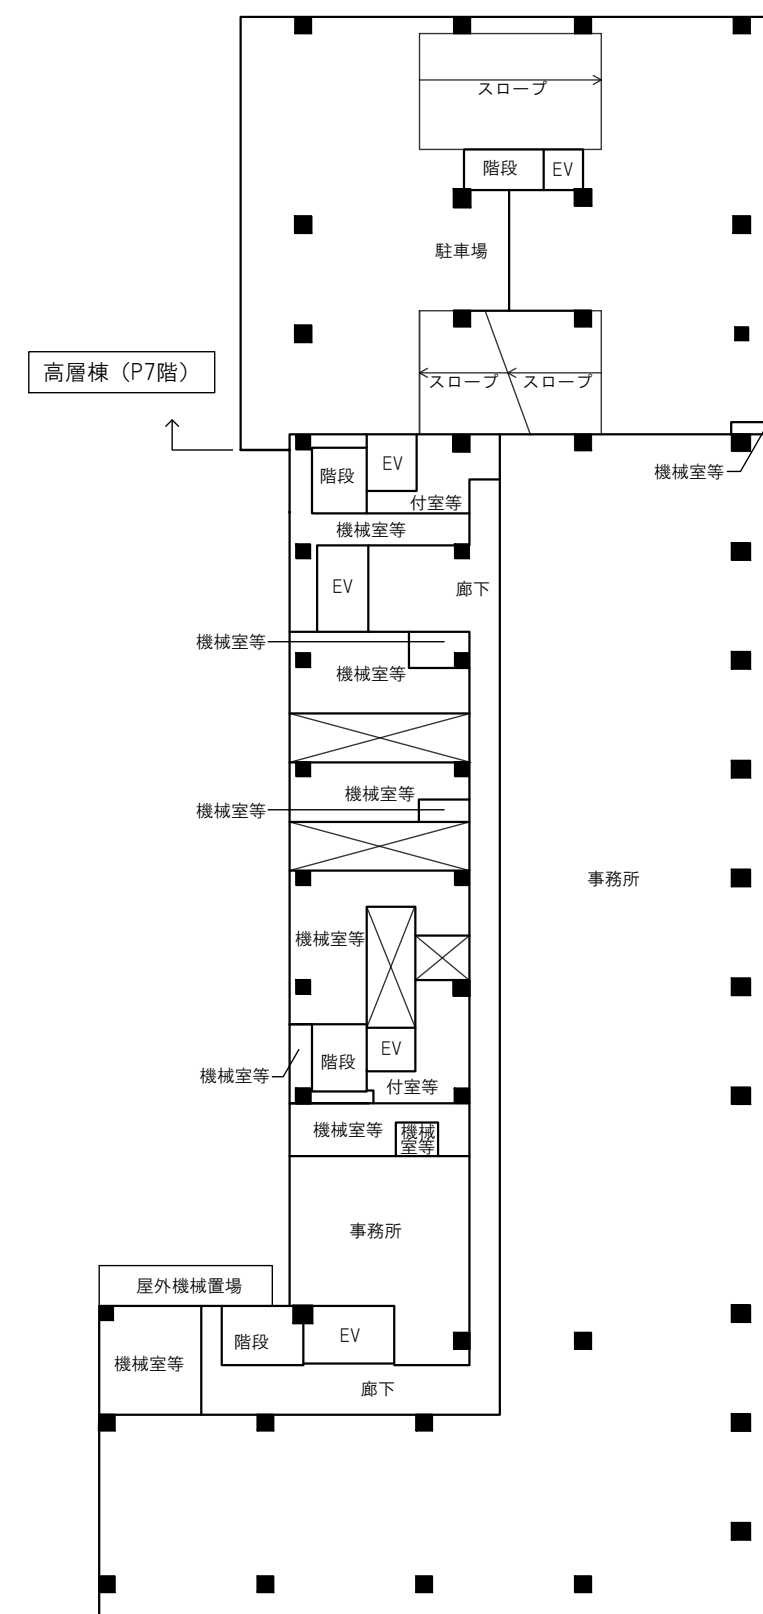 スロープ
階段
EV
駐車場
高層棟（P7階）
スロープ
スロープ
EV
機械室等
階段
付室等
機械室等
EV
廊下
機械室等
機械室等
機械室等
機械室等
事務所
機械室等
EV
階段
機械室等
付室等
機械室等
機械
室等
事務所
屋外機械置場
階段
EV
機械室等
廊下